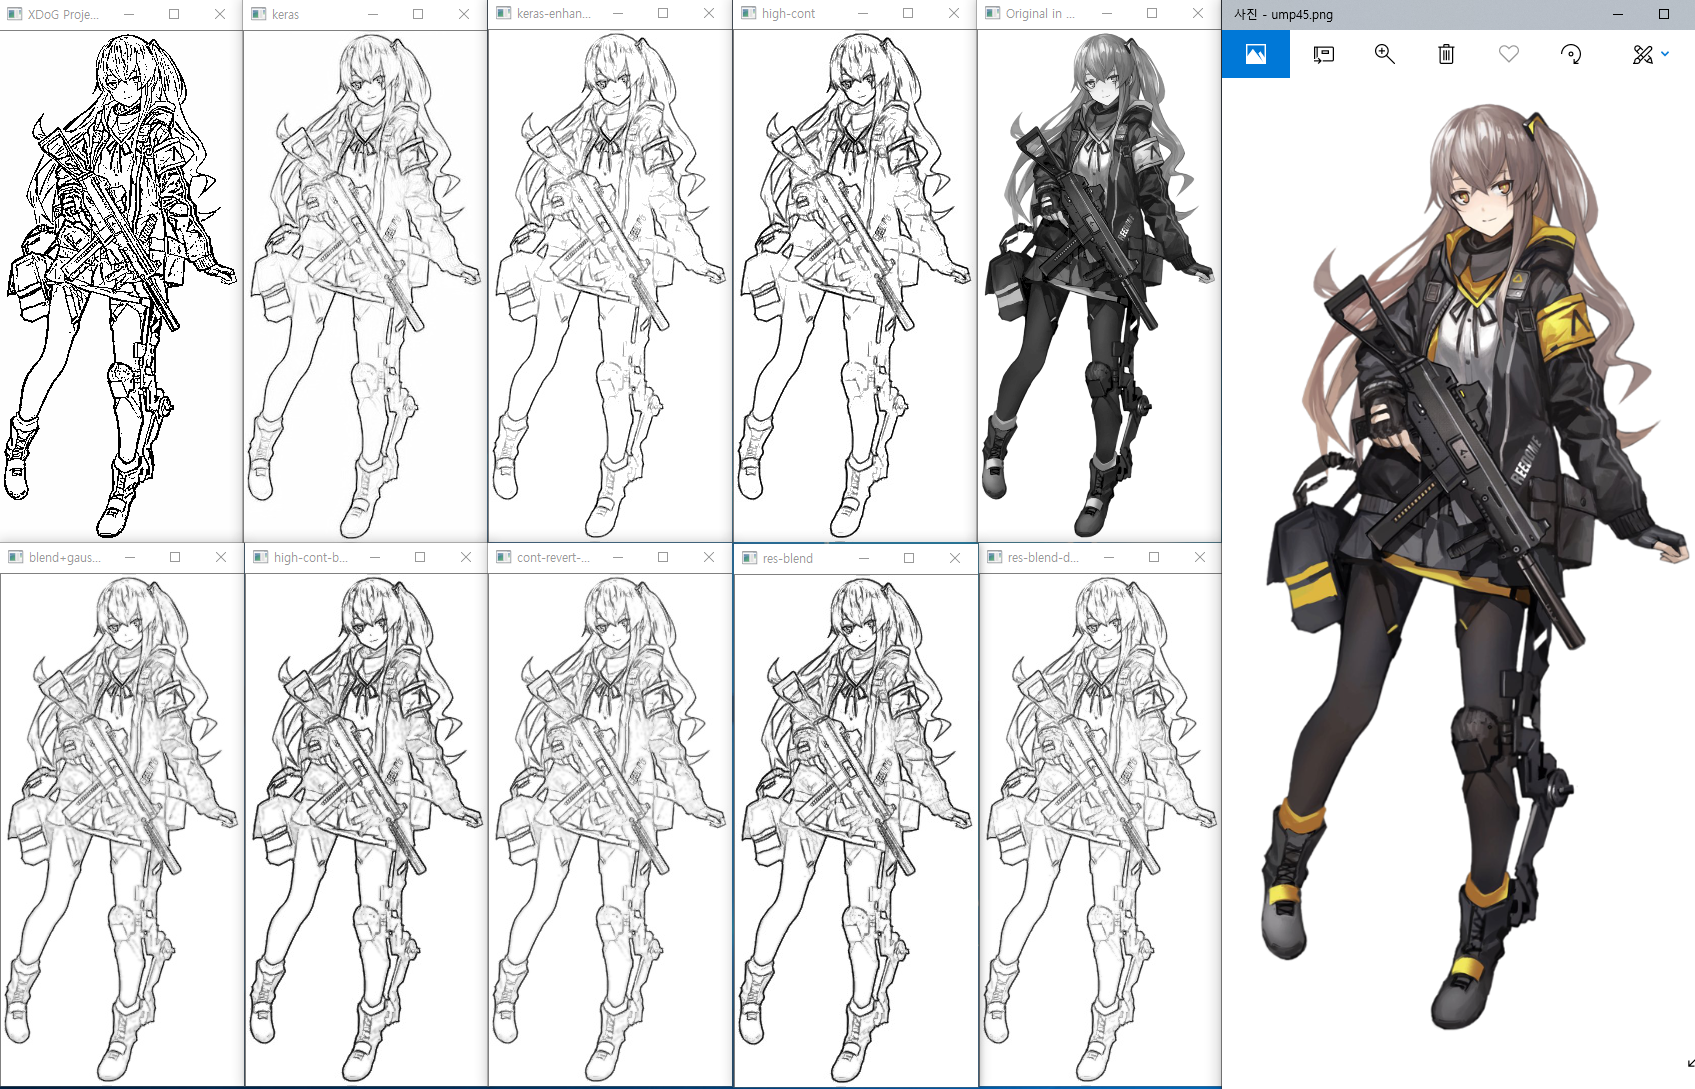 XDoG Proje...
keras
keras-enhan...
high-cont
Original in ...
사진 - ump45.png
blend+gaus...
high-cont-b...
cont-revert-...
res-blend
res-blend-d...